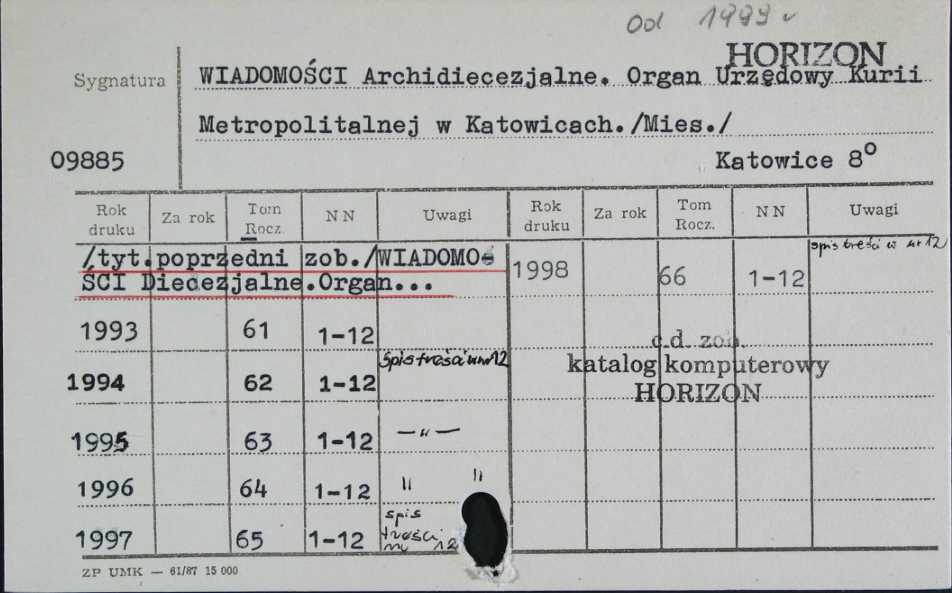 Od 1999 r
HORIZON
Sygnatura
WIADOMOŚCI Archidiecezjalne. Organ Urzędowy Kurii
Metropolitalnej w Katowicach./Mies./
09885
Katowice 8º
Rok druku Za rok Tom Rocz. N N Uwagi Rok druku Za rok Tom Rocz. N N Uwagi
/tyt.poprzedni zob./WIADOMO-
ŚCI Diecezjalne.Organ...
1998 66 1-12 spis treści w nr 12
1993 61 1-12
c.d. zob.
katalog komputerowy
HORIZON
1994 62 1-12 Spis treści w nr 12
1995 63 1-12 —"—
1996 64 1-12 " "
1997 65 1-12 spis treści nr 12
ZP UMK — 61/87 15 000